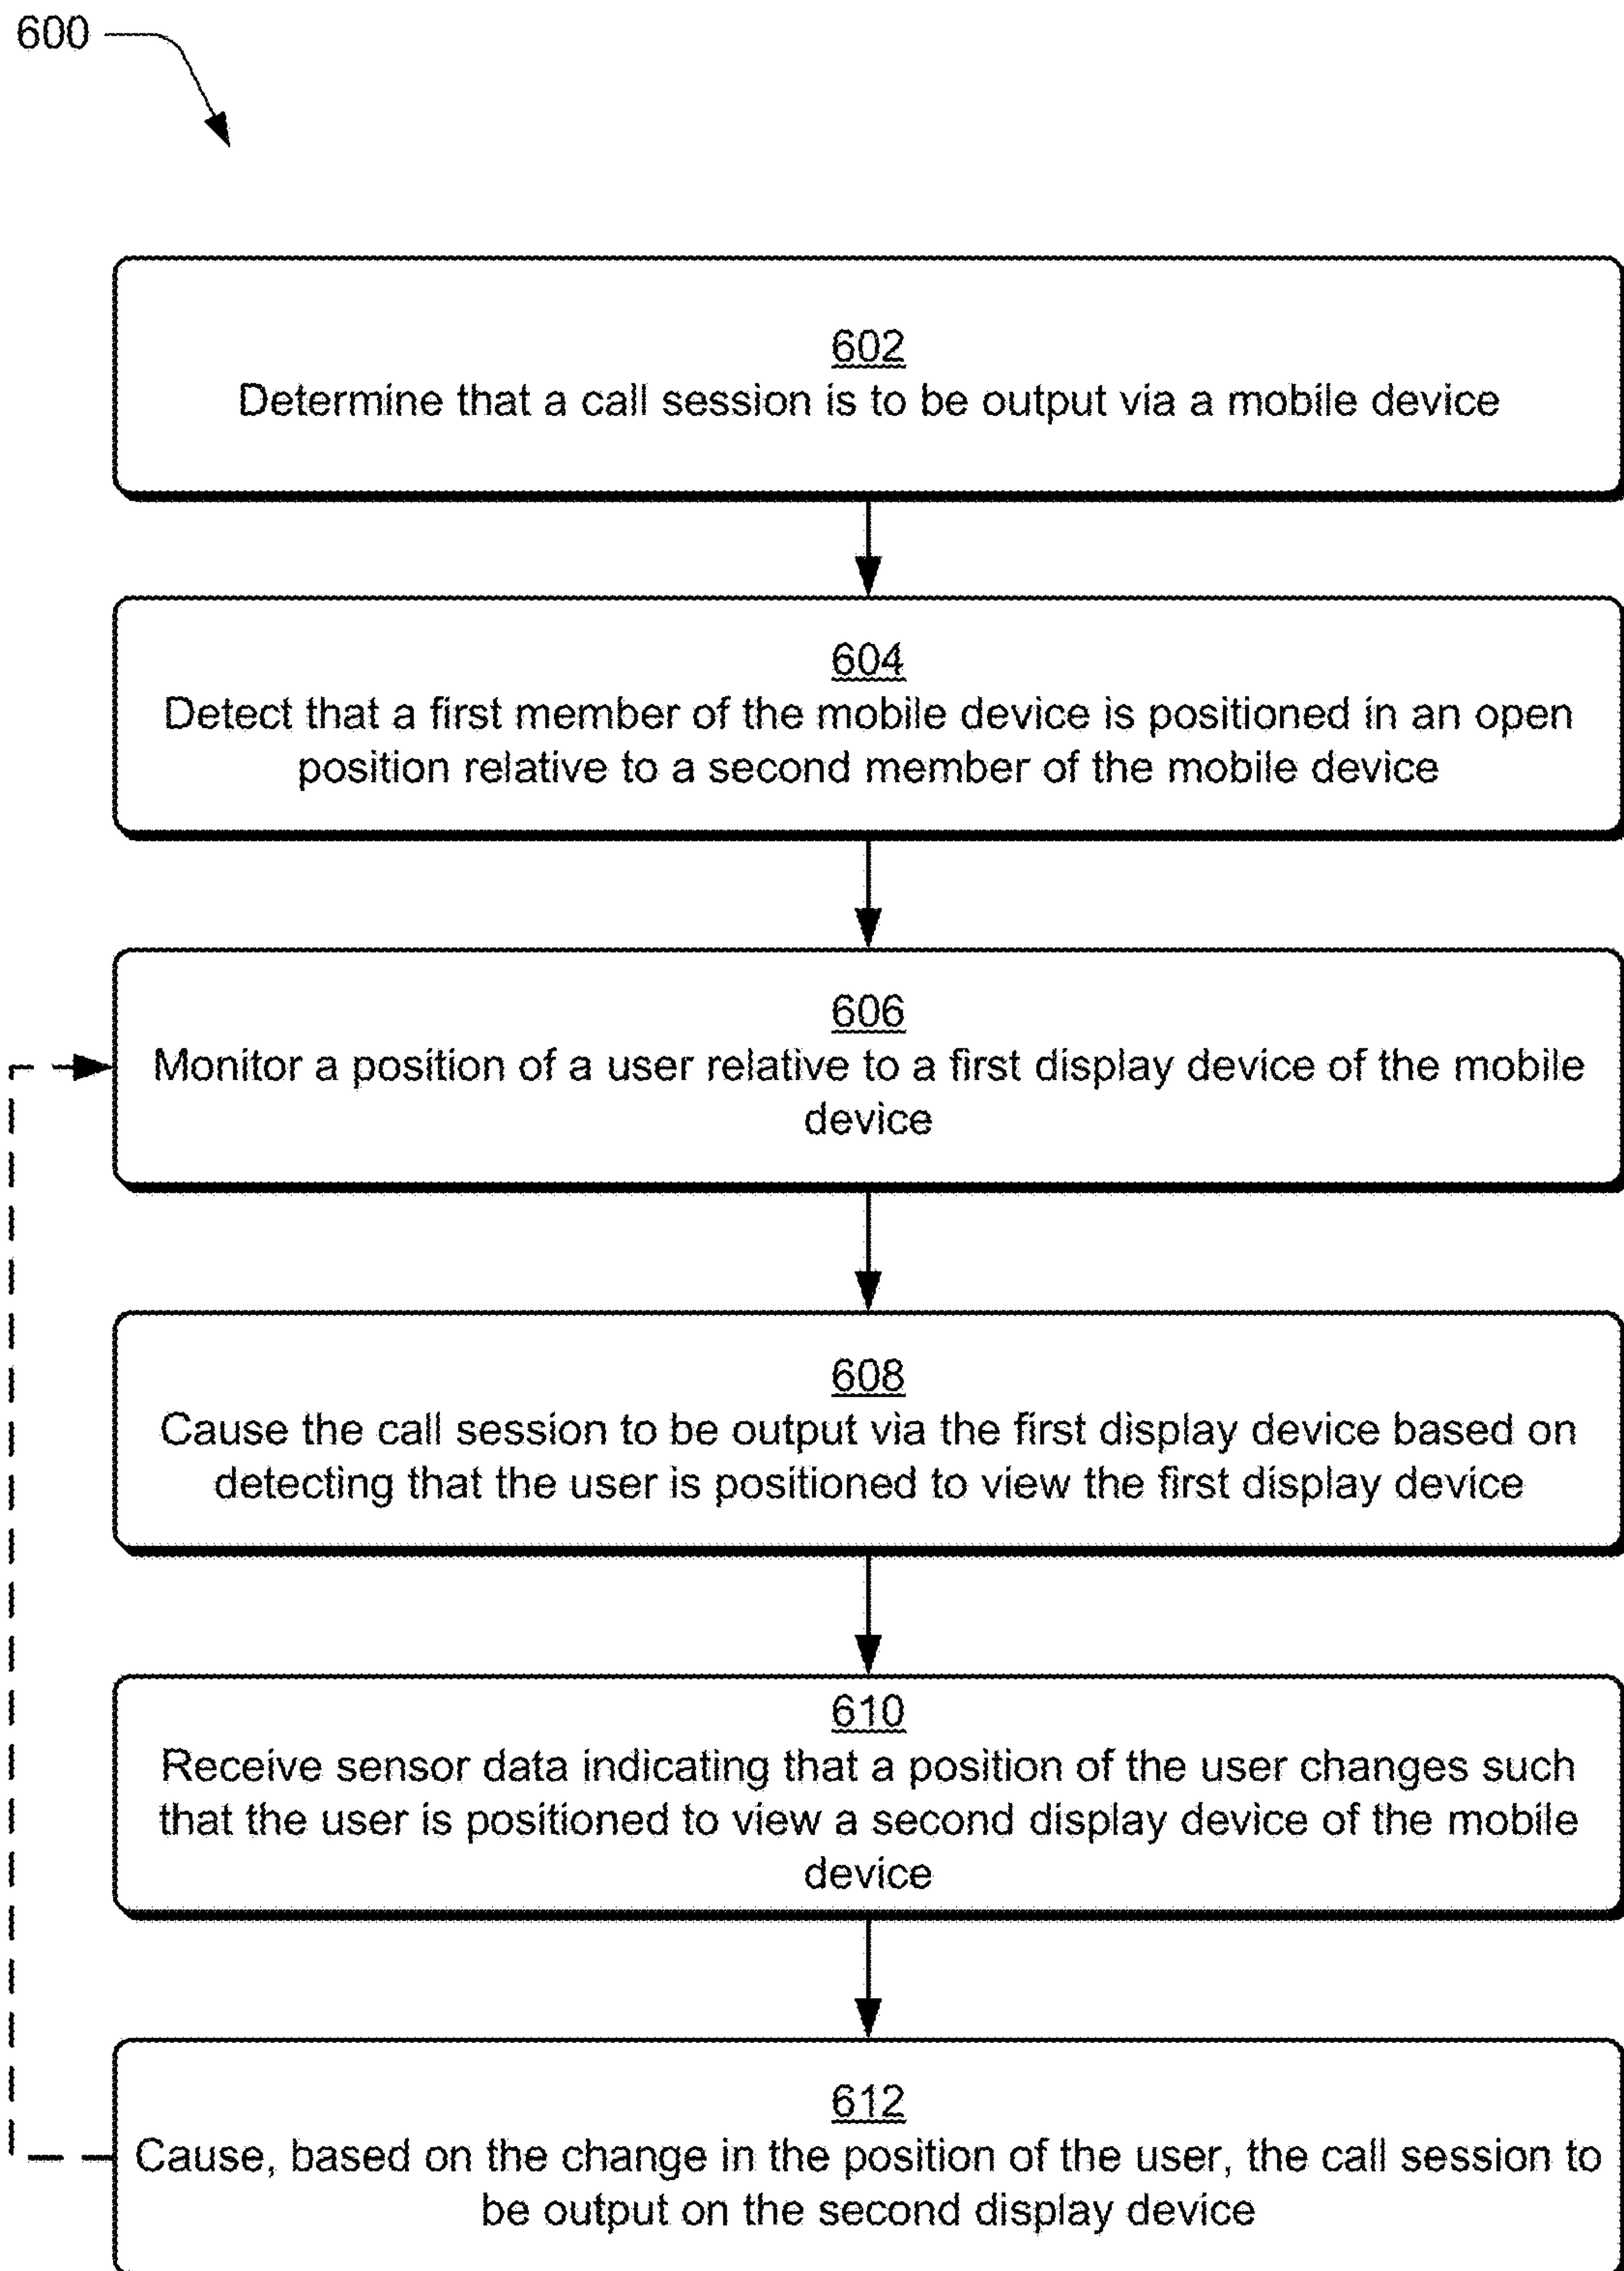 600
602
Determine that a call session is to be output via a mobile device
604
Detect that a first member of the mobile device is positioned in an open
position relative to a second member of the mobile device
606
Monitor a position of a user relative to a first display device of the mobile
device
608
Cause the call session to be output via the first display device based on
detecting that the user is positioned to view the first display device
610
Receive sensor data indicating that a position of the user changes such
that the user is positioned to view a second display device of the mobile
device
612
Cause, based on the change in the position of the user, the call session to
be output on the second display device